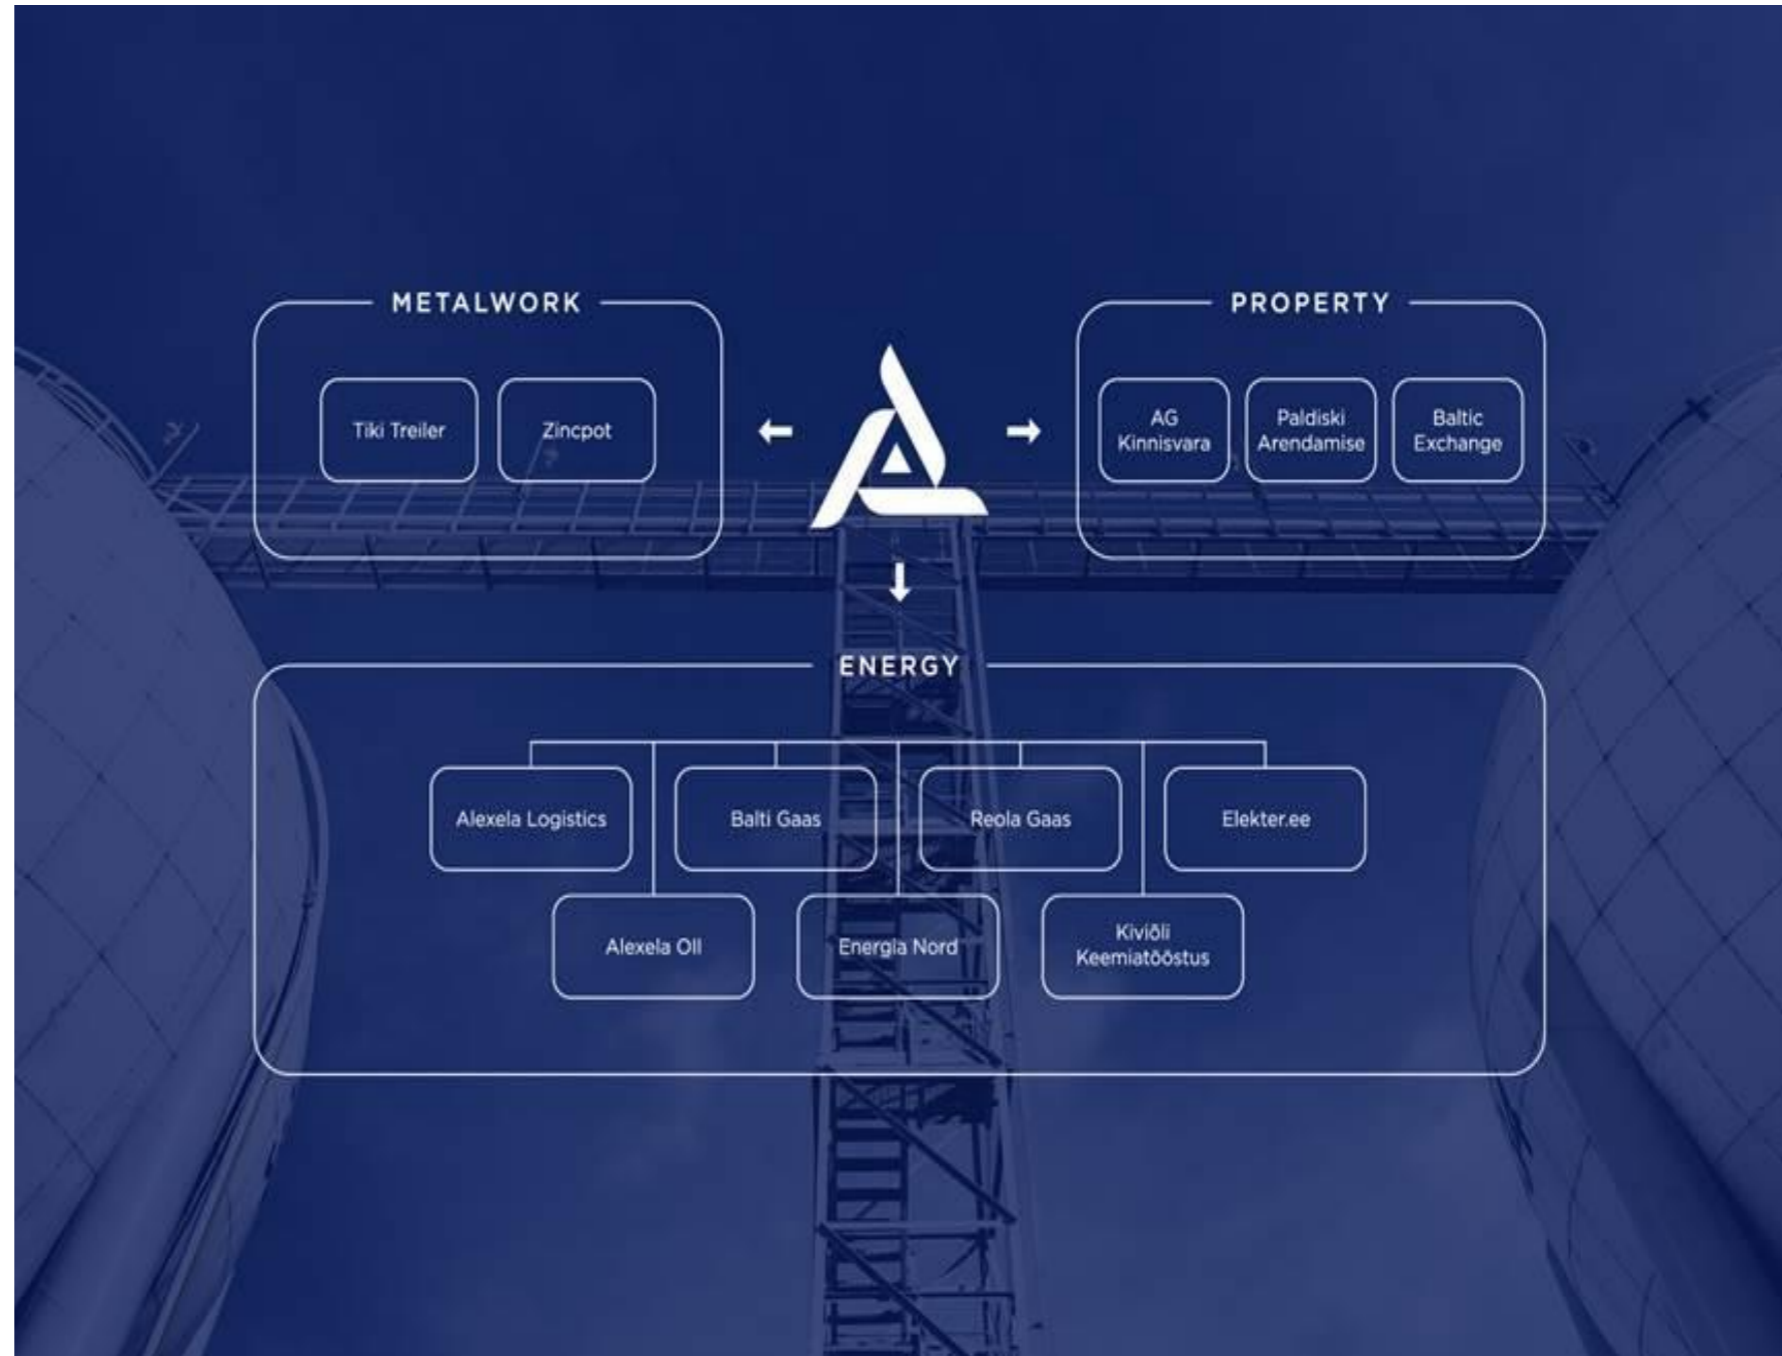 METALWORK
PROPERTY
Tiki Treiler
Zincpot
AG
Kinnisvara
Paldiski
Arendamise
Baltic
Exchange
ENERGY
Alexela Logistics
Balti Gaas
Reola Gaas
Elekter.ee
Alexela Oil
Energia Nord
Kiviõli
Keemiatööstus